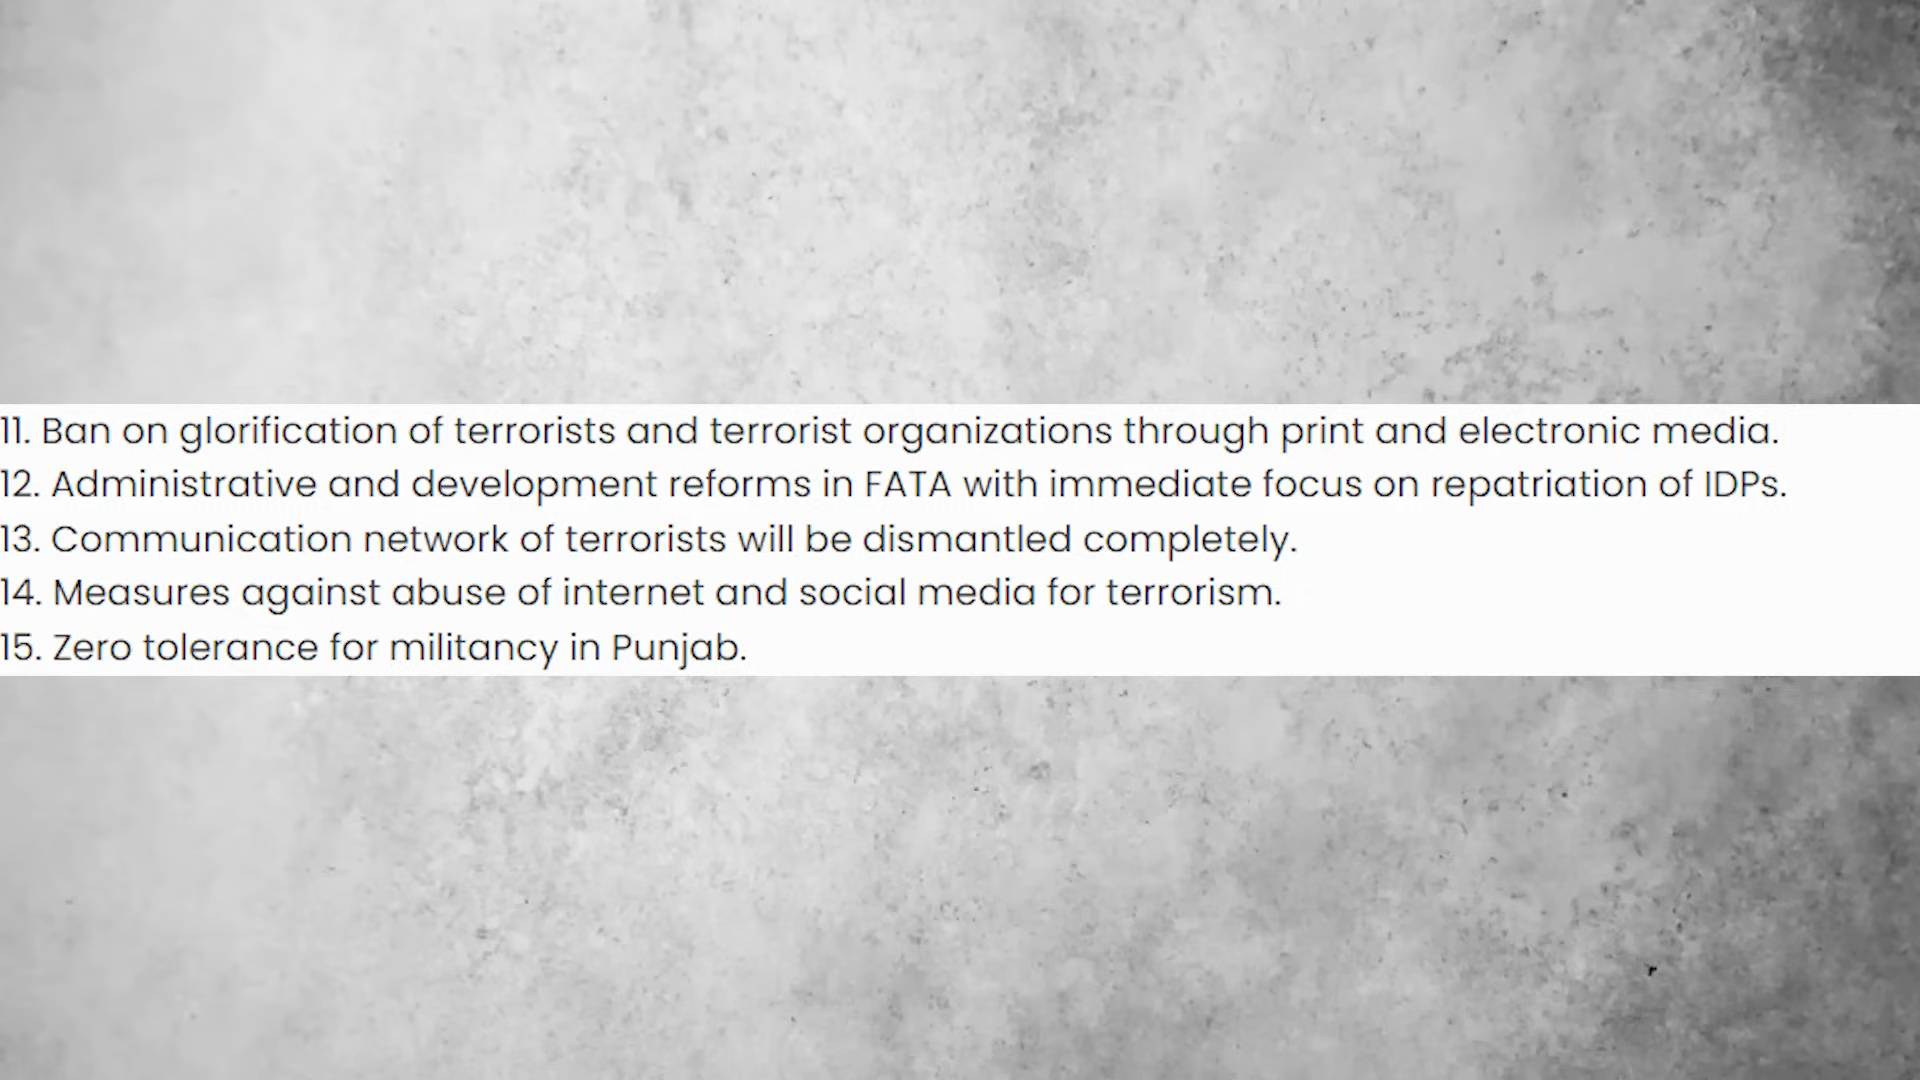 11. Ban on glorification of terrorists and terrorist organizations through print and electronic media.
12. Administrative and development reforms in FATA with immediate focus on repatriation of IDPs.
13. Communication network of terrorists will be dismantled completely.
14. Measures against abuse of internet and social media for terrorism.
15. Zero tolerance for militancy in Punjab.